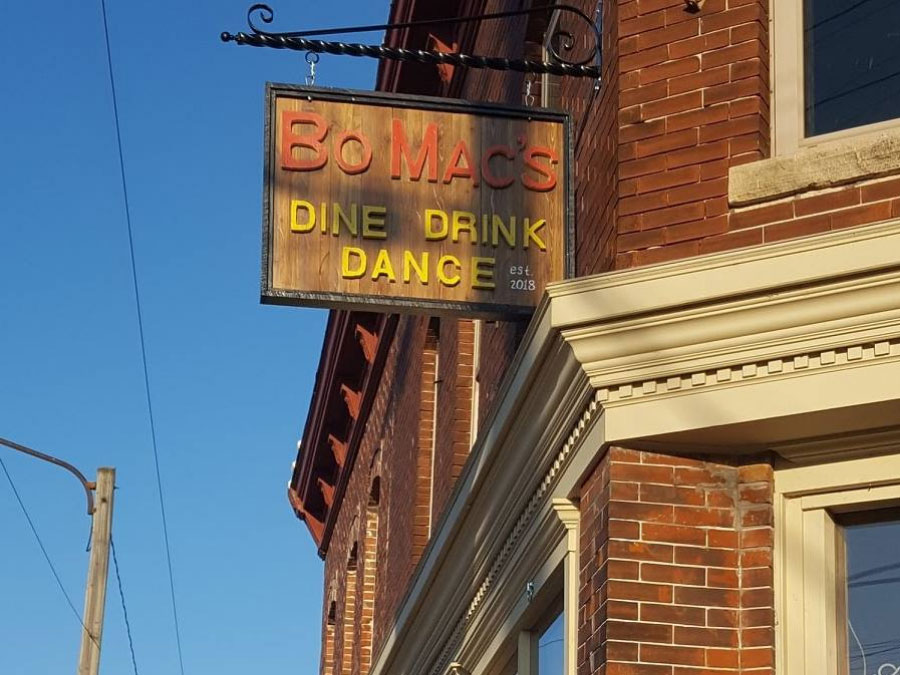 Bo Mac's
DINE DRINK
DANCE
est.
2018